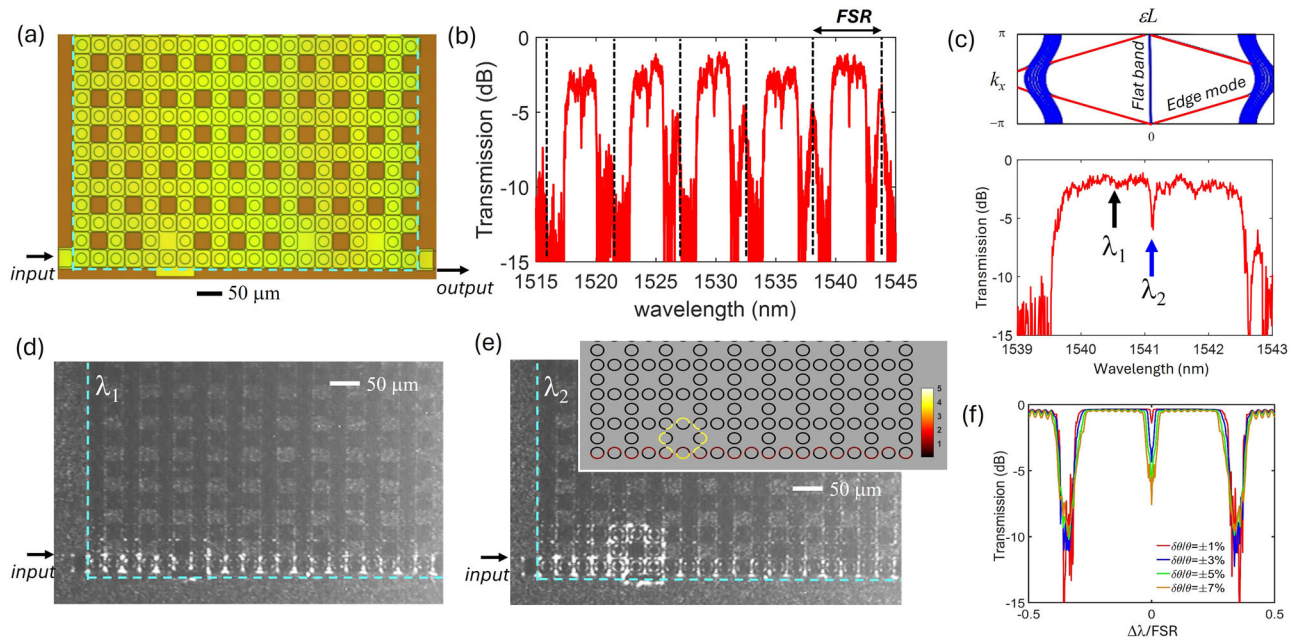 (a)
input
output
50 μm
(b)
FSR
Transmission (dB)
0
-5
-10
-15
1515 1520 1525 1530 1535 1540 1545
wavelength (nm)
(c)
εL
π
kx
−π
Flat band
Edge mode
0
Transmission (dB)
0
-5
-10
-15
λ1
λ2
1539 1540 1541 1542 1543
Wavelength (nm)
(d)
λ1
50 μm
input
(e)
λ2
5
4
3
2
1
50 μm
input
(f)
Transmission (dB)
0
-5
-10
-15
δθ/θ=±1%
δθ/θ=±3%
δθ/θ=±5%
δθ/θ=±7%
-0.5 0 0.5
Δλ/FSR